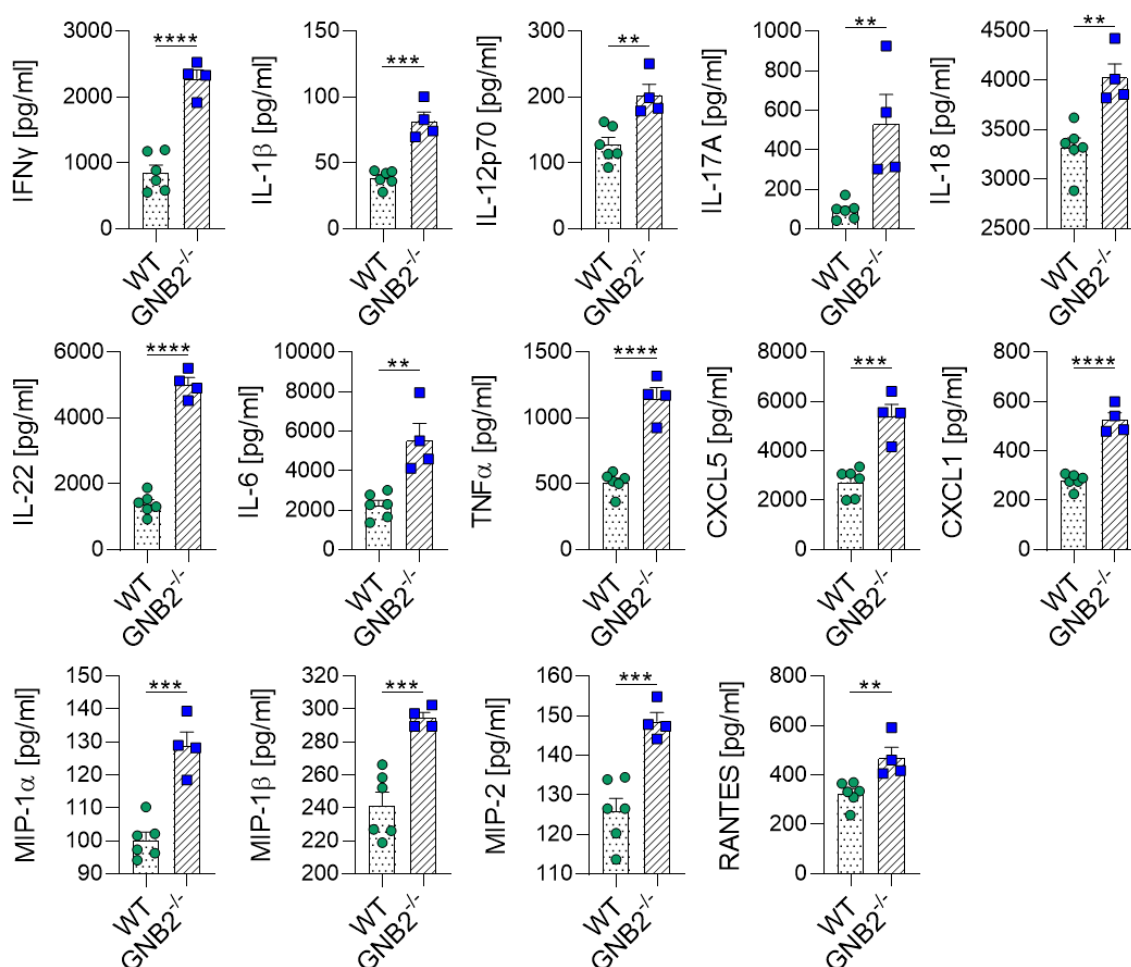 IFNγ [pg/ml]
3000
2000
1000
0
****
WT
GNB2-/-
IL-1β [pg/ml]
150
100
50
0
***
WT
GNB2-/-
IL-12p70 [pg/ml]
300
200
100
0
**
WT
GNB2-/-
IL-17A [pg/ml]
1000
800
600
400
200
0
**
WT
GNB2-/-
IL-18 [pg/ml]
4500
4000
3500
3000
2500
**
WT
GNB2-/-
IL-22 [pg/ml]
6000
4000
2000
0
****
WT
GNB2-/-
IL-6 [pg/ml]
10000
8000
6000
4000
2000
0
**
WT
GNB2-/-
TNFα [pg/ml]
1500
1000
500
0
****
WT
GNB2-/-
CXCL5 [pg/ml]
8000
6000
4000
2000
0
***
WT
GNB2-/-
CXCL1 [pg/ml]
800
600
400
200
0
****
WT
GNB2-/-
MIP-1α [pg/ml]
150
140
130
120
110
100
90
***
WT
GNB2-/-
MIP-1β [pg/ml]
320
300
280
260
240
220
200
***
WT
GNB2-/-
MIP-2 [pg/ml]
160
150
140
130
120
110
***
WT
GNB2-/-
RANTES [pg/ml]
800
600
400
200
0
**
WT
GNB2-/-